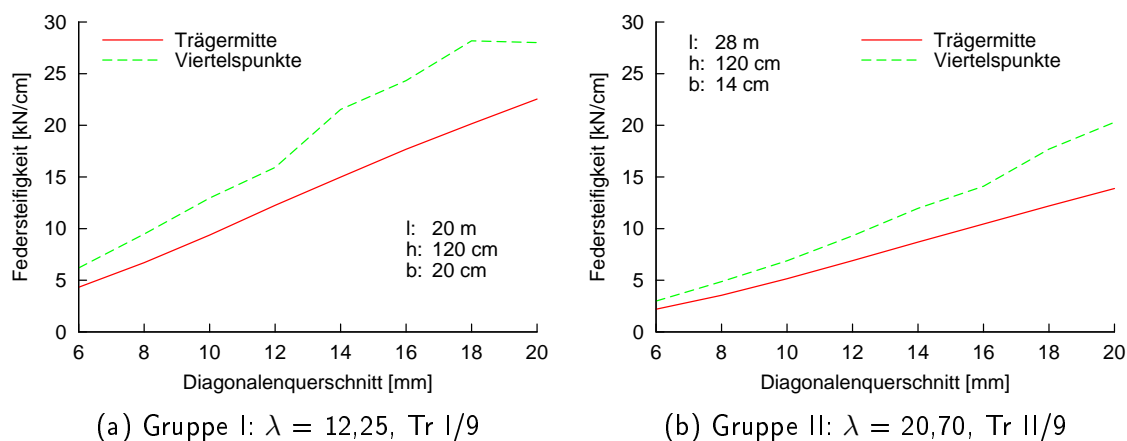 Federsteifigkeit [kN/cm]
30
25
20
15
10
5
0
Trägermitte
Viertelspunkte
l: 20 m
h: 120 cm
b: 20 cm
6 8 10 12 14 16 18 20
Diagonalenquerschnitt [mm]
(a) Gruppe I: λ = 12,25, Tr I/9
Federsteifigkeit [kN/cm]
30
25
20
15
10
5
0
l: 28 m
h: 120 cm
b: 14 cm
Trägermitte
Viertelspunkte
6 8 10 12 14 16 18 20
Diagonalenquerschnitt [mm]
(b) Gruppe II: λ = 20,70, Tr II/9